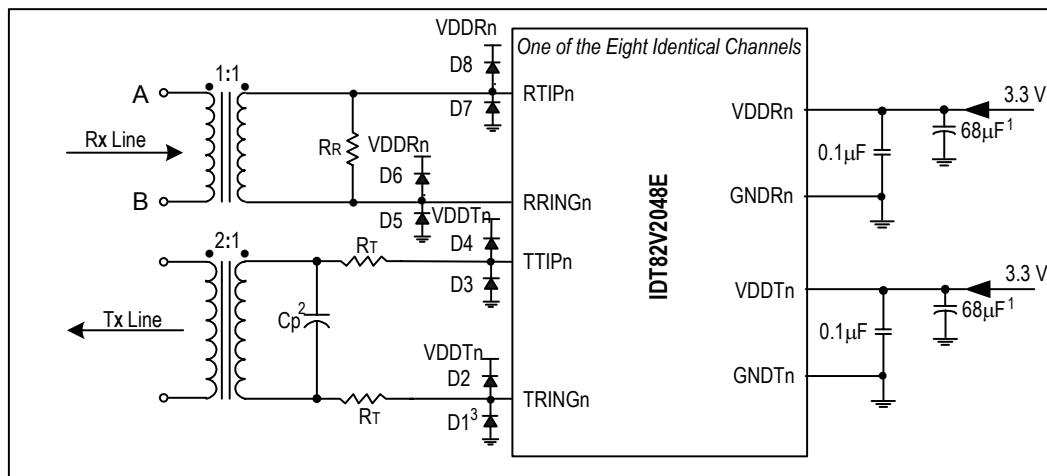 One of the Eight Identical Channels
VDDRn
D8
1:1
A
RTIPn
D7
VDDRn
3.3 V
68μF1
0.1μF
Rx Line
RR
VDDRn
D6
B
RRINGn
GNDRn
D5
VDDTn
D4
2:1
RT
TTIPn
D3
IDT82V2048E
VDDTn
3.3 V
68μF1
0.1μF
Tx Line
Cp2
VDDTn
D2
GNDTn
TRINGn
RT
D13